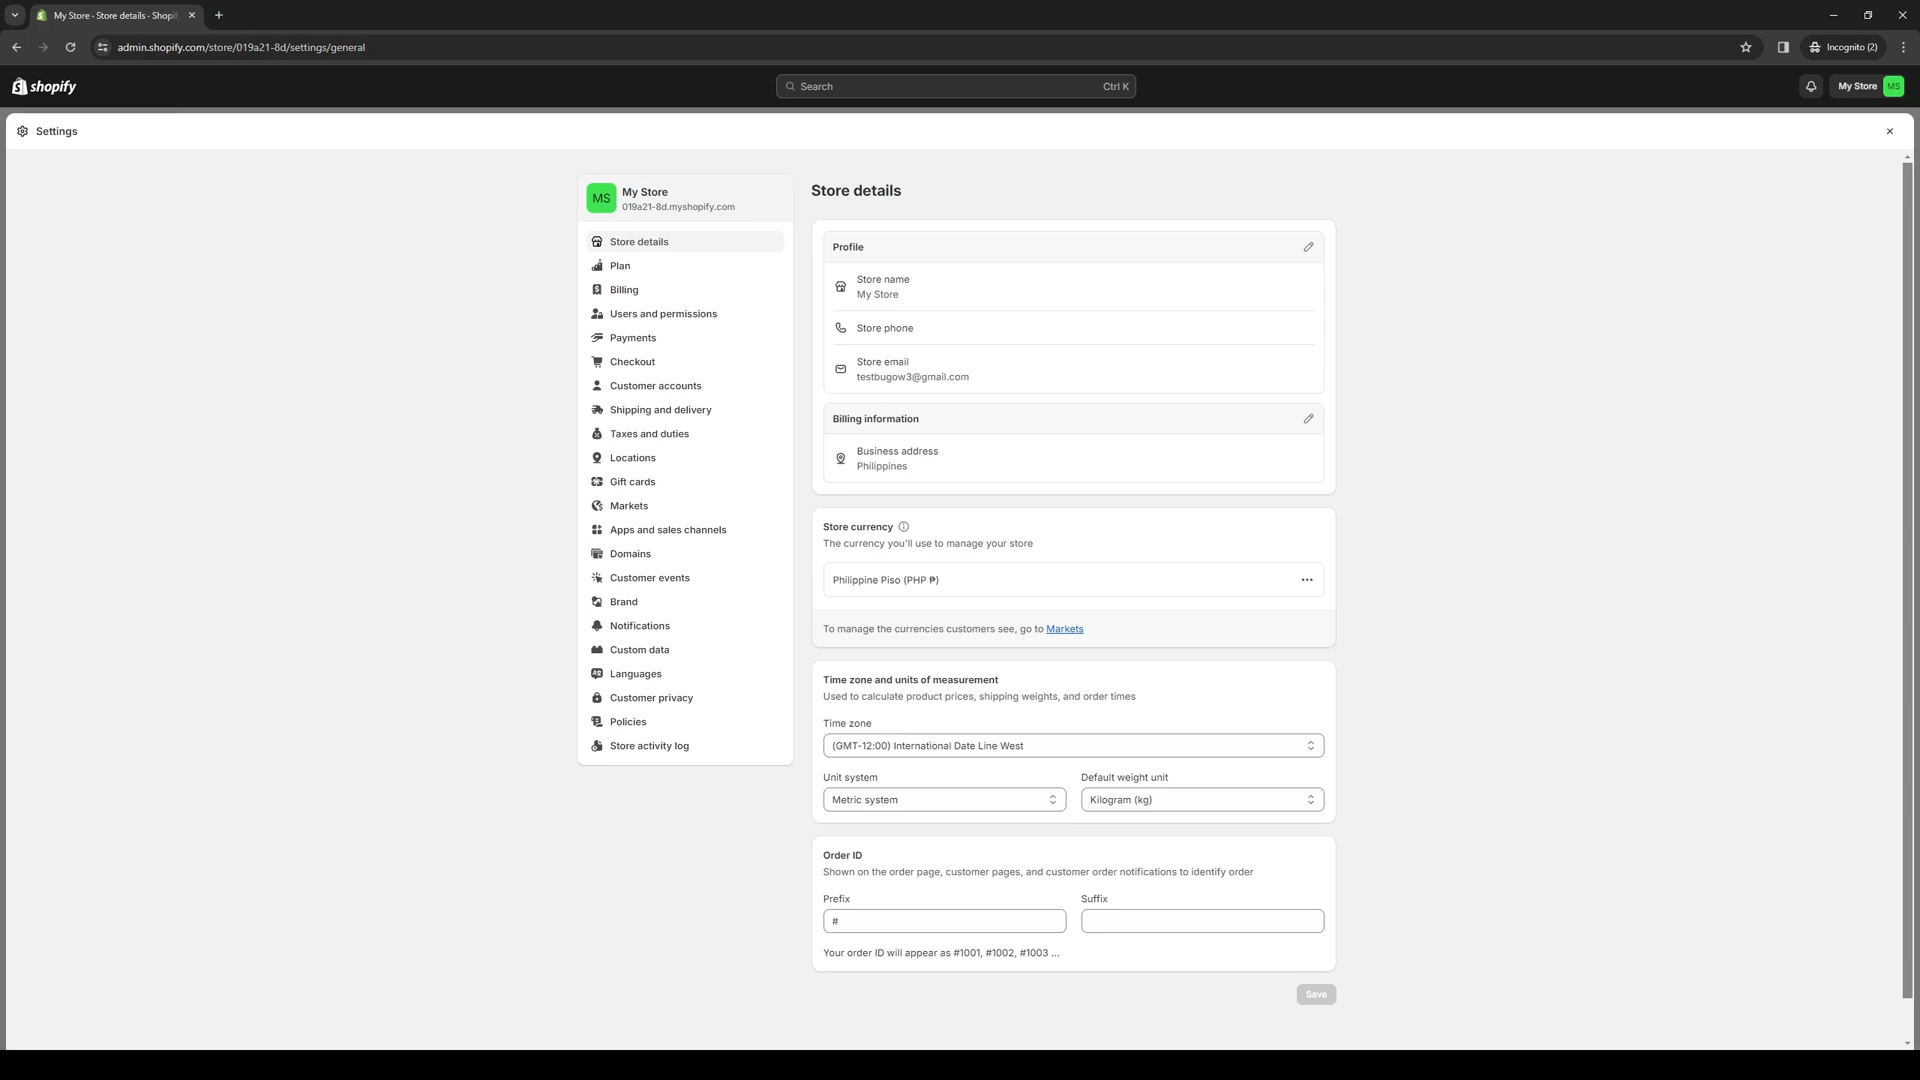 My Store · Store details · Shopif
admin.shopify.com/store/019a21-8d/settings/general
Incognito (2)
shopify
Search
Ctrl K
My Store
MS
Settings
MS
My Store
019a21-8d.myshopify.com
Store details
Plan
Billing
Users and permissions
Payments
Checkout
Customer accounts
Shipping and delivery
Taxes and duties
Locations
Gift cards
Markets
Apps and sales channels
Domains
Customer events
Brand
Notifications
Custom data
Languages
Customer privacy
Policies
Store activity log
Store details
Profile
Store name
My Store
Store phone
Store email
testbugow3@gmail.com
Billing information
Business address
Philippines
Store currency
The currency you'll use to manage your store
Philippine Piso (PHP ₱)
To manage the currencies customers see, go to Markets
Time zone and units of measurement
Used to calculate product prices, shipping weights, and order times
Time zone
(GMT-12:00) International Date Line West
Unit system
Default weight unit
Metric system
Kilogram (kg)
Order ID
Shown on the order page, customer pages, and customer order notifications to identify order
Prefix
Suffix
#
Your order ID will appear as #1001, #1002, #1003 ...
Save